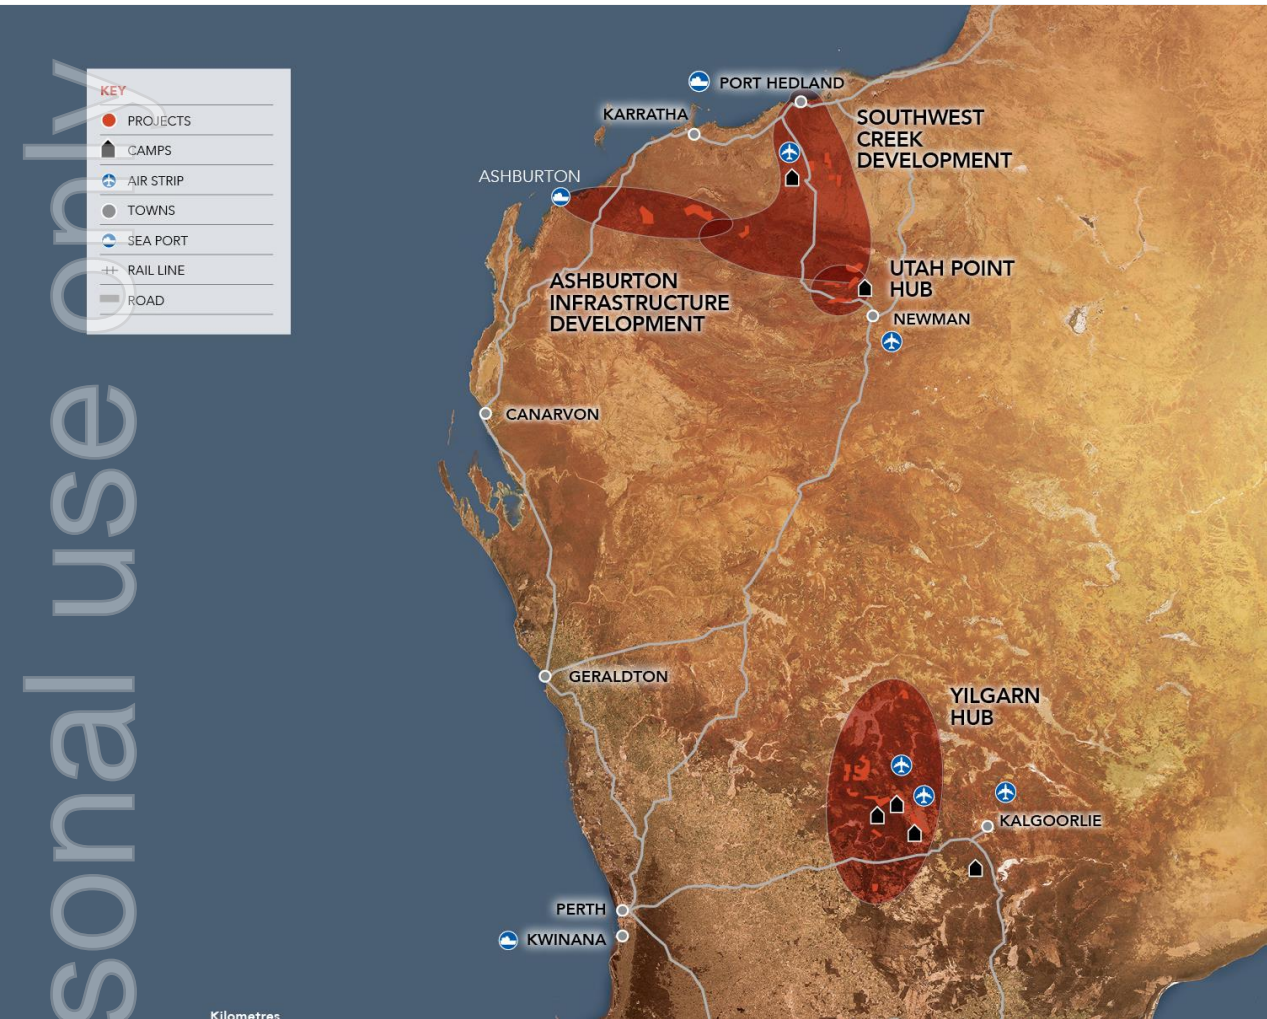 KEY
PROJECTS
CAMPS
AIR STRIP
TOWNS
SEA PORT
RAIL LINE
ROAD
PORT HEDLAND
KARRATHA
SOUTHWEST
CREEK
DEVELOPMENT
ASHBURTON
ASHBURTON
INFRASTRUCTURE
DEVELOPMENT
UTAH POINT
HUB
NEWMAN
CANARVON
GERALDTON
YILGARN
HUB
KALGOORLIE
PERTH
KWINANA
Kilometres
sonal use only